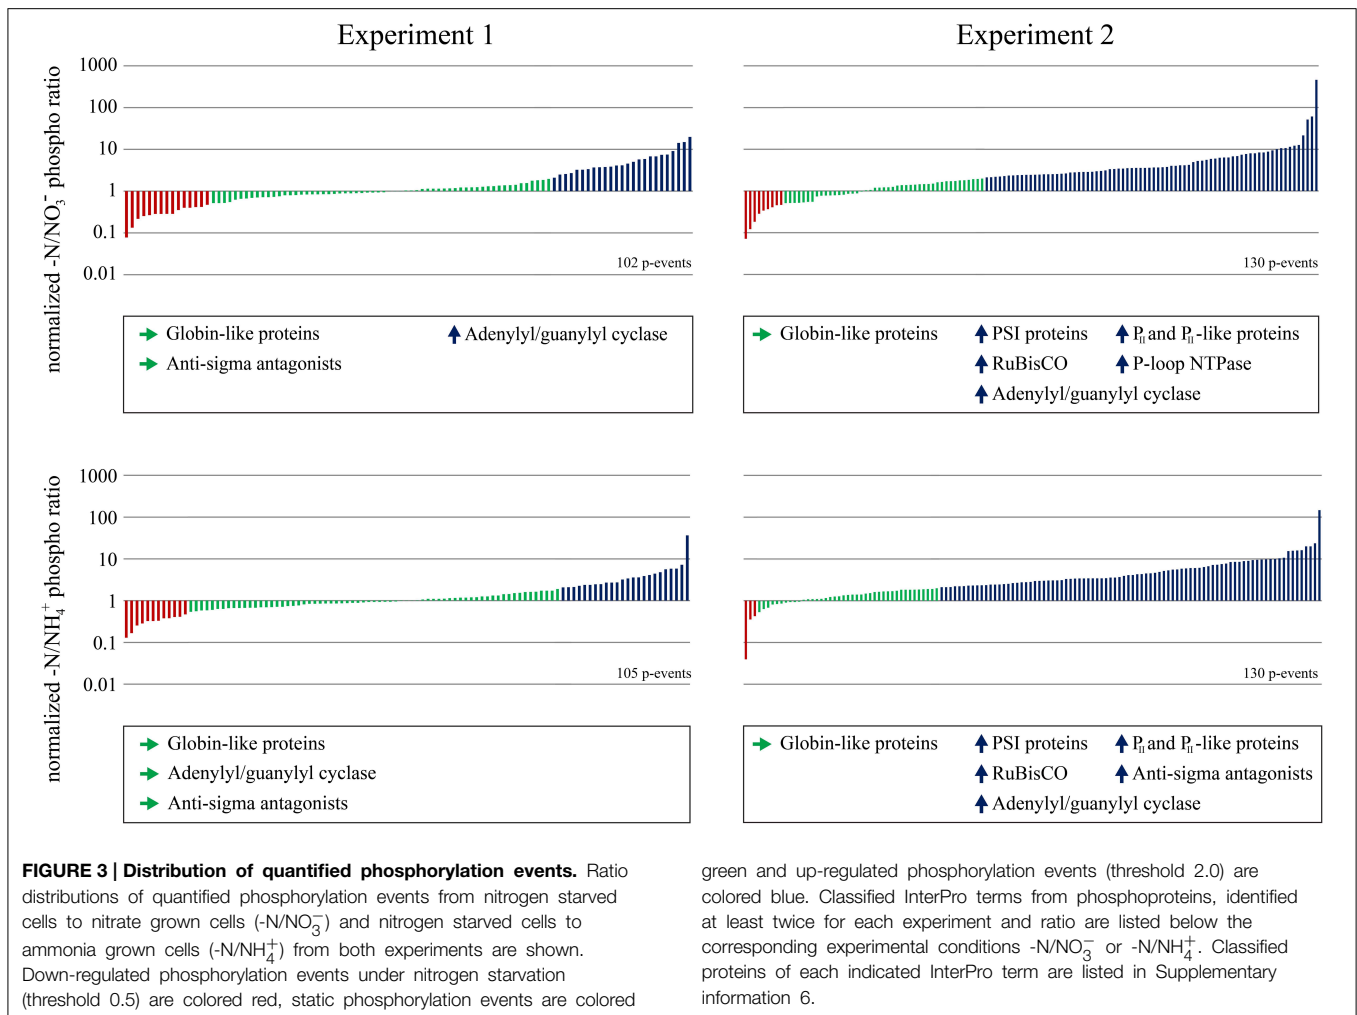 Experiment 1
Experiment 2
normalized -N/NO₃⁻ phospho ratio
1000
100
10
1
0.1
0.01
102 p-events
130 p-events
Globin-like proteins
Anti-sigma antagonists
Adenylyl/guanylyl cyclase
Globin-like proteins
PSI proteins
P_II and P_II-like proteins
RuBisCO
P-loop NTPase
Adenylyl/guanylyl cyclase
normalized -N/NH₄⁺ phospho ratio
1000
100
10
1
0.1
0.01
105 p-events
130 p-events
Globin-like proteins
Adenylyl/guanylyl cyclase
Anti-sigma antagonists
Globin-like proteins
PSI proteins
P_II and P_II-like proteins
RuBisCO
Anti-sigma antagonists
Adenylyl/guanylyl cyclase
FIGURE 3 | Distribution of quantified phosphorylation events. Ratio
distributions of quantified phosphorylation events from nitrogen starved
cells to nitrate grown cells (-N/NO₃⁻) and nitrogen starved cells to
ammonia grown cells (-N/NH₄⁺) from both experiments are shown.
Down-regulated phosphorylation events under nitrogen starvation
(threshold 0.5) are colored red, static phosphorylation events are colored
green and up-regulated phosphorylation events (threshold 2.0) are
colored blue. Classified InterPro terms from phosphoproteins, identified
at least twice for each experiment and ratio are listed below the
corresponding experimental conditions -N/NO₃⁻ or -N/NH₄⁺. Classified
proteins of each indicated InterPro term are listed in Supplementary
information 6.